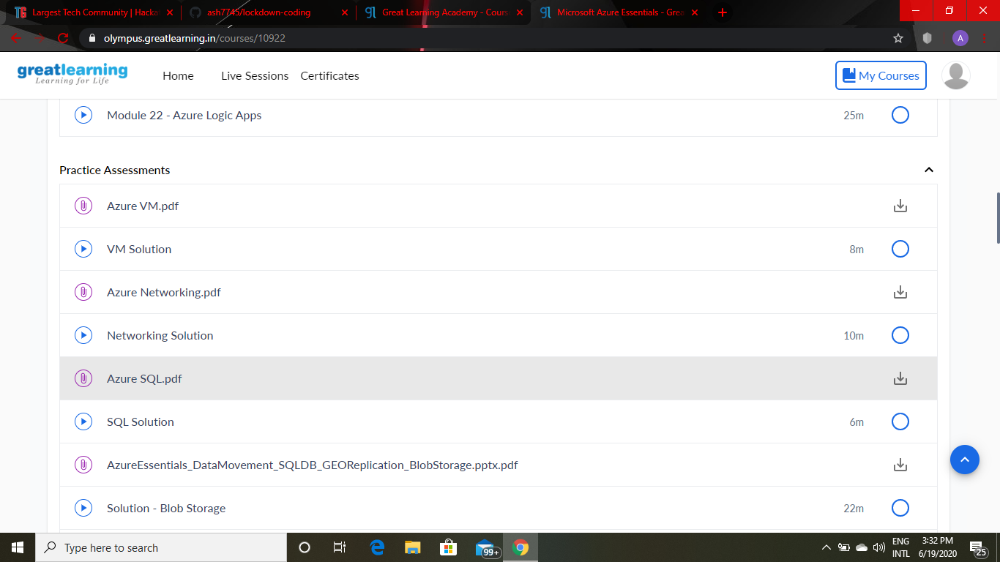 Largest Tech Community | Hacka
ash7745/lockdown-coding
Great Learning Academy - Cours
Microsoft Azure Essentials - Grea
olympus.greatlearning.in/courses/10922
A
greatlearning
Learning for Life
Home Live Sessions Certificates
My Courses
Module 22 - Azure Logic Apps 25m
Practice Assessments
Azure VM.pdf
VM Solution 8m
Azure Networking.pdf
Networking Solution 10m
Azure SQL.pdf
SQL Solution 6m
AzureEssentials_DataMovement_SQLDB_GEOReplication_BlobStorage.pptx.pdf
Solution - Blob Storage 22m
Type here to search
99+
ENG
INTL
3:32 PM
6/19/2020
25